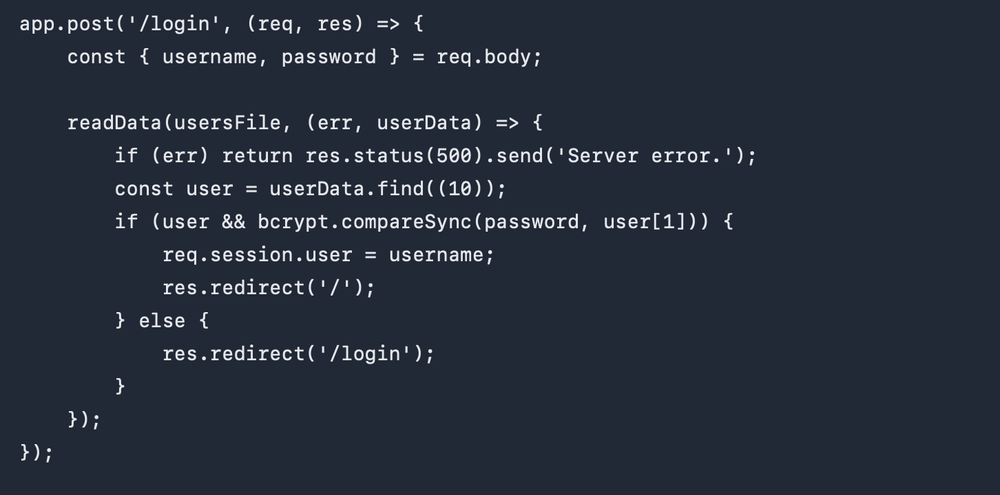 app.post('/login', (req, res) => {
    const { username, password } = req.body;

    readData(usersFile, (err, userData) => {
        if (err) return res.status(500).send('Server error.');
        const user = userData.find((10));
        if (user && bcrypt.compareSync(password, user[1])) {
            req.session.user = username;
            res.redirect('/');
        } else {
            res.redirect('/login');
        }
    });
});